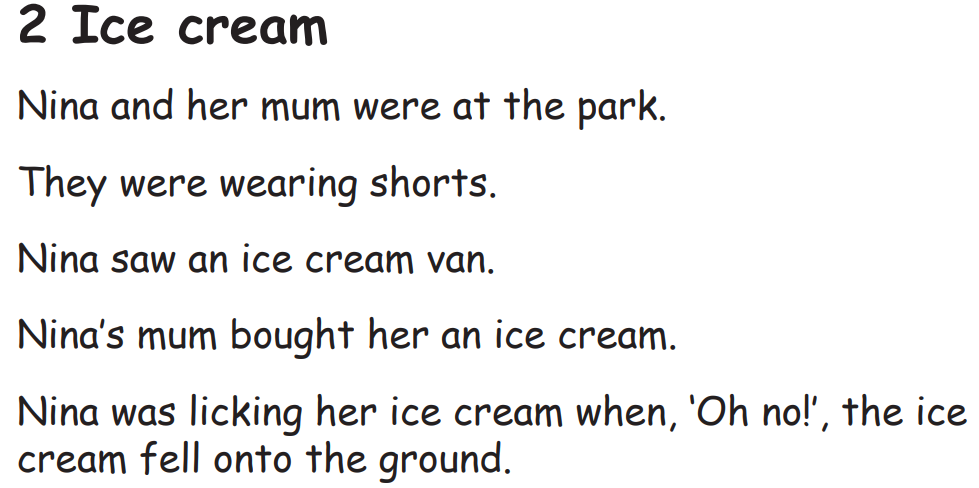 2 Ice cream
Nina and her mum were at the park.
They were wearing shorts.
Nina saw an ice cream van.
Nina’s mum bought her an ice cream.
Nina was licking her ice cream when, ‘Oh no!’, the ice
cream fell onto the ground.